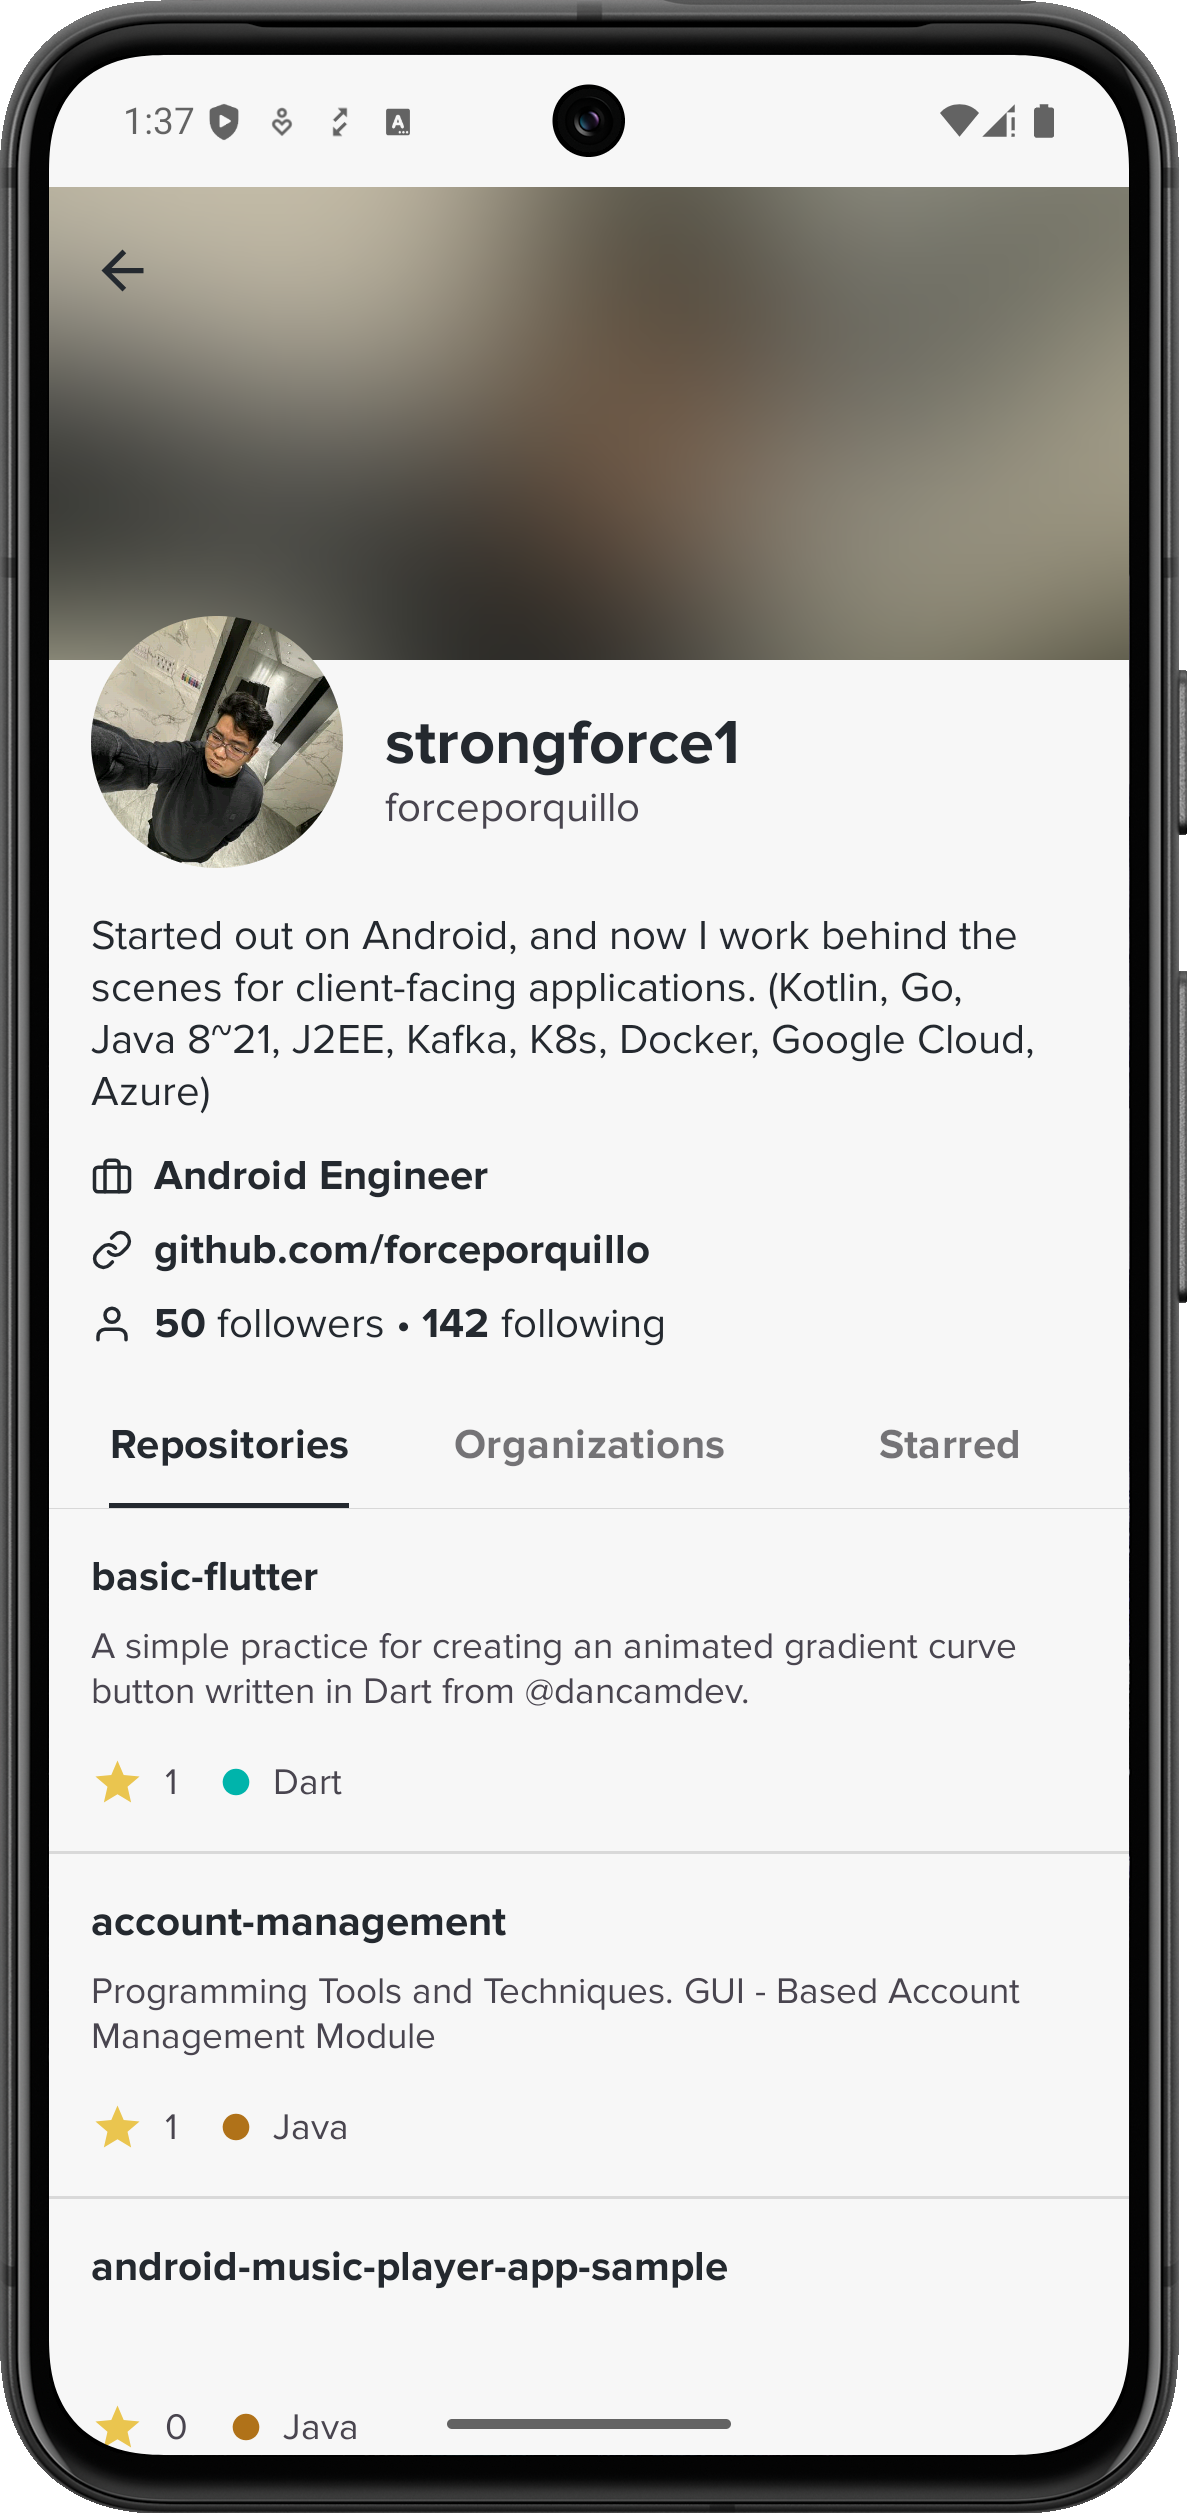 1:37
A
strongforce1
forceporquillo
Started out on Android, and now I work behind the
scenes for client-facing applications. (Kotlin, Go,
Java 8~21, J2EE, Kafka, K8s, Docker, Google Cloud,
Azure)
Android Engineer
github.com/forceporquillo
50 followers • 142 following
Repositories Organizations Starred
basic-flutter
A simple practice for creating an animated gradient curve
button written in Dart from @dancamdev.
1 Dart
account-management
Programming Tools and Techniques. GUI - Based Account
Management Module
1 Java
android-music-player-app-sample
0 Java